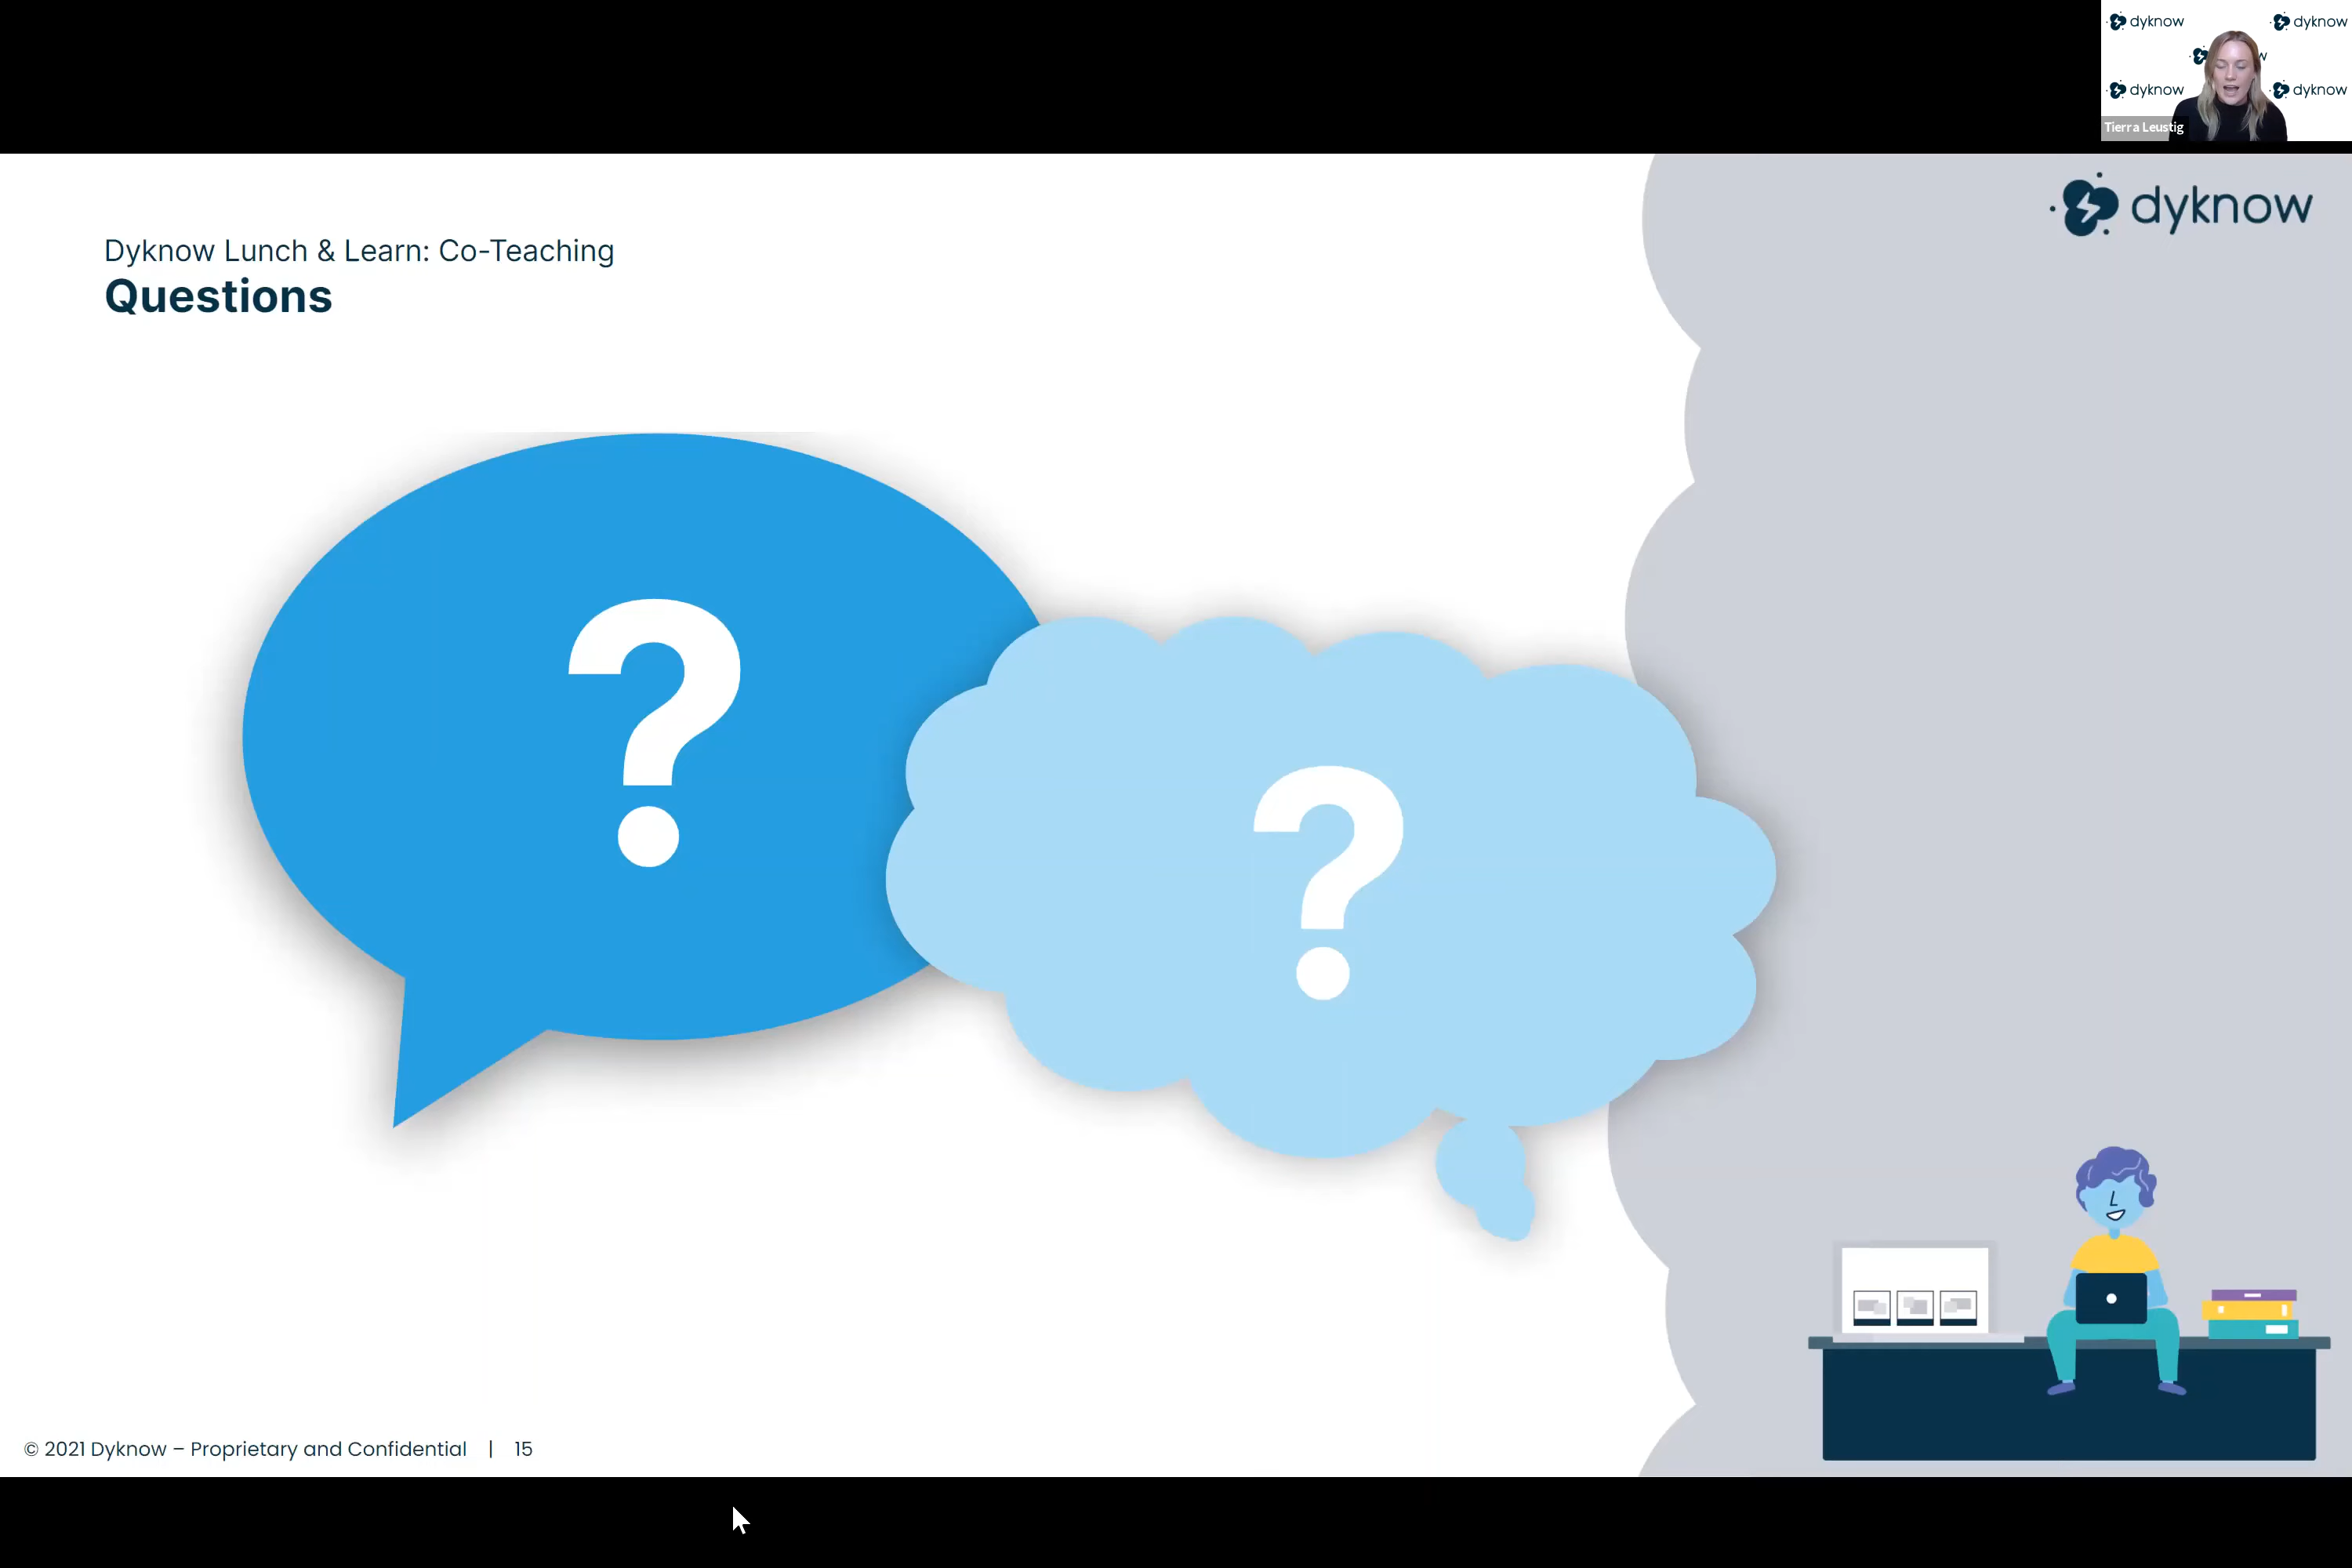 dyknow
dyknow
w
dyknow
dyknow
Tierra Leustig
dyknow
Dyknow Lunch & Learn: Co-Teaching
Questions
?
?
© 2021 Dyknow – Proprietary and Confidential | 15